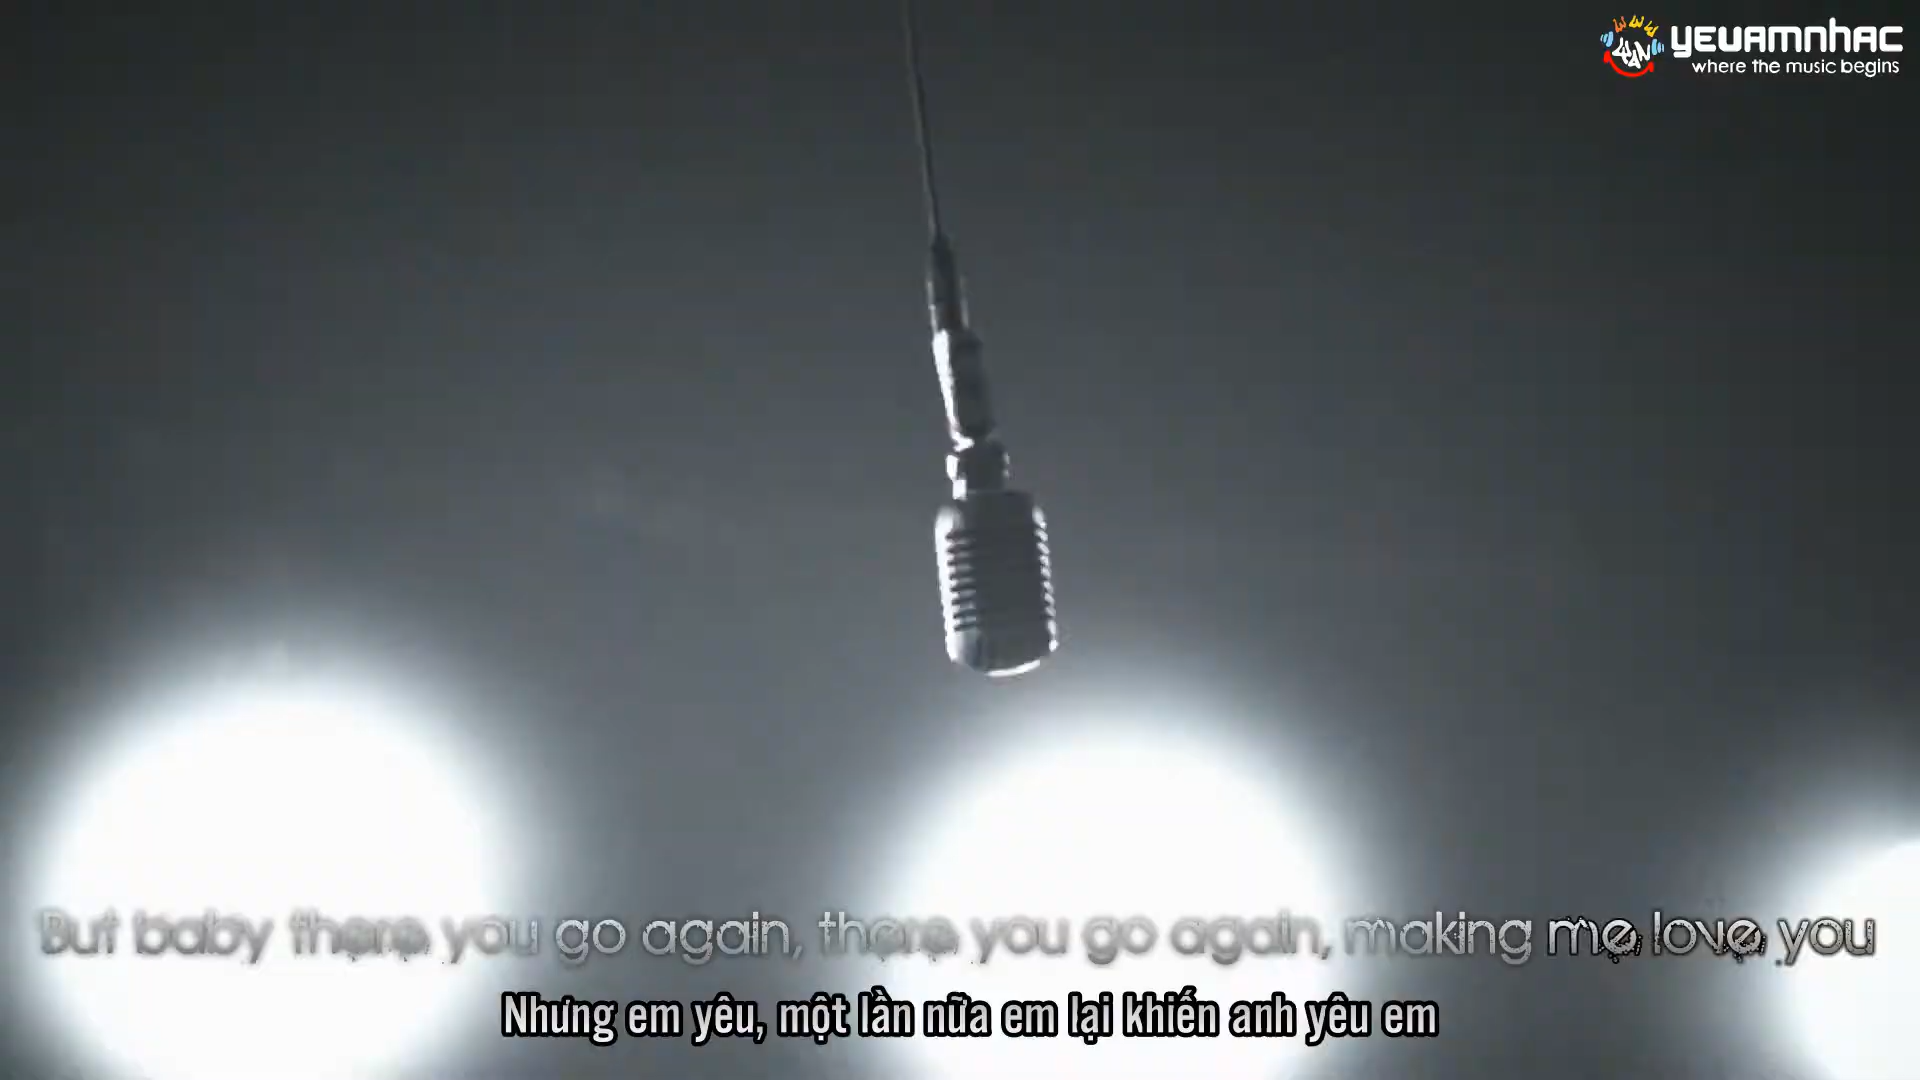 YEUAMNHAC
where the music begins
But baby there you go again, there you go again, making me love you
Nhưng em yêu, một lần nữa em lại khiến anh yêu em